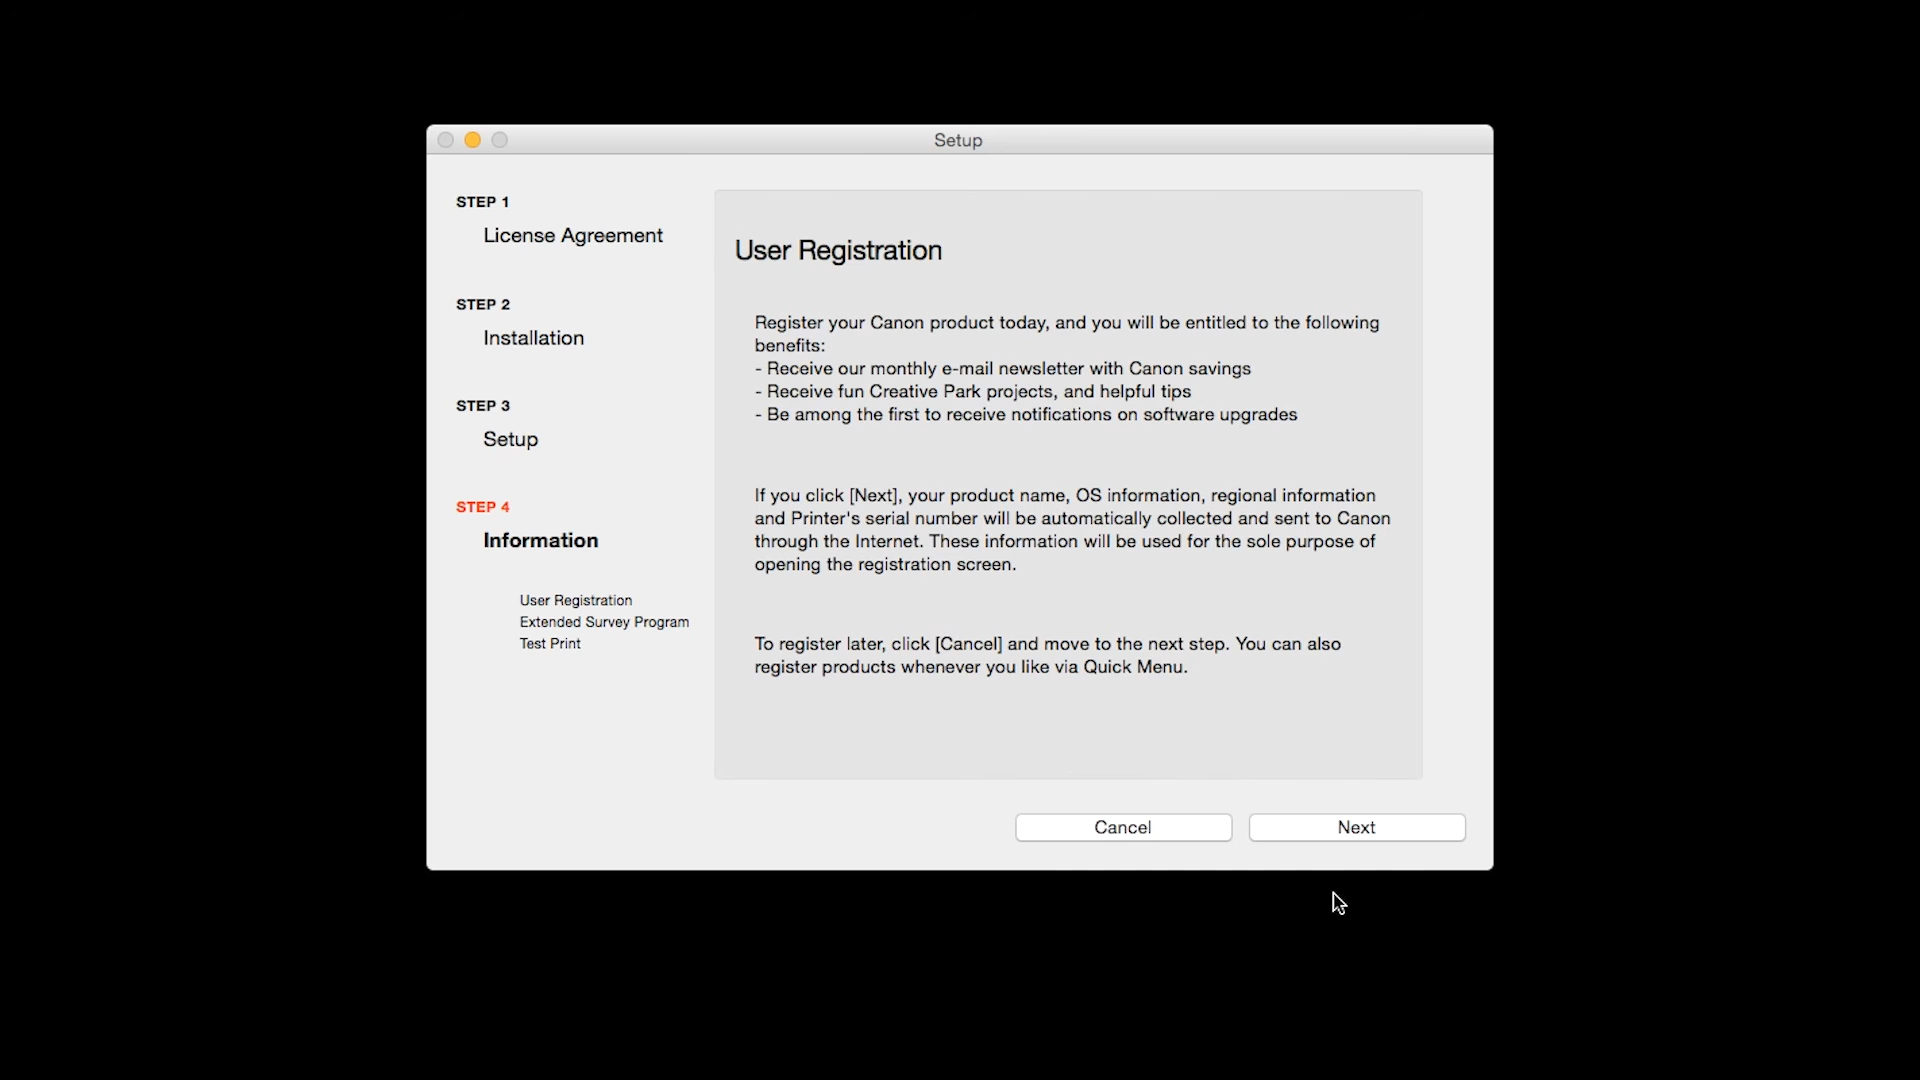 Setup
STEP 1
License Agreement
STEP 2
Installation
STEP 3
Setup
STEP 4
Information
User Registration
Extended Survey Program
Test Print
User Registration
Register your Canon product today, and you will be entitled to the following
benefits:
- Receive our monthly e-mail newsletter with Canon savings
- Receive fun Creative Park projects, and helpful tips
- Be among the first to receive notifications on software upgrades
If you click [Next], your product name, OS information, regional information
and Printer's serial number will be automatically collected and sent to Canon
through the Internet. These information will be used for the sole purpose of
opening the registration screen.
To register later, click [Cancel] and move to the next step. You can also
register products whenever you like via Quick Menu.
Cancel
Next